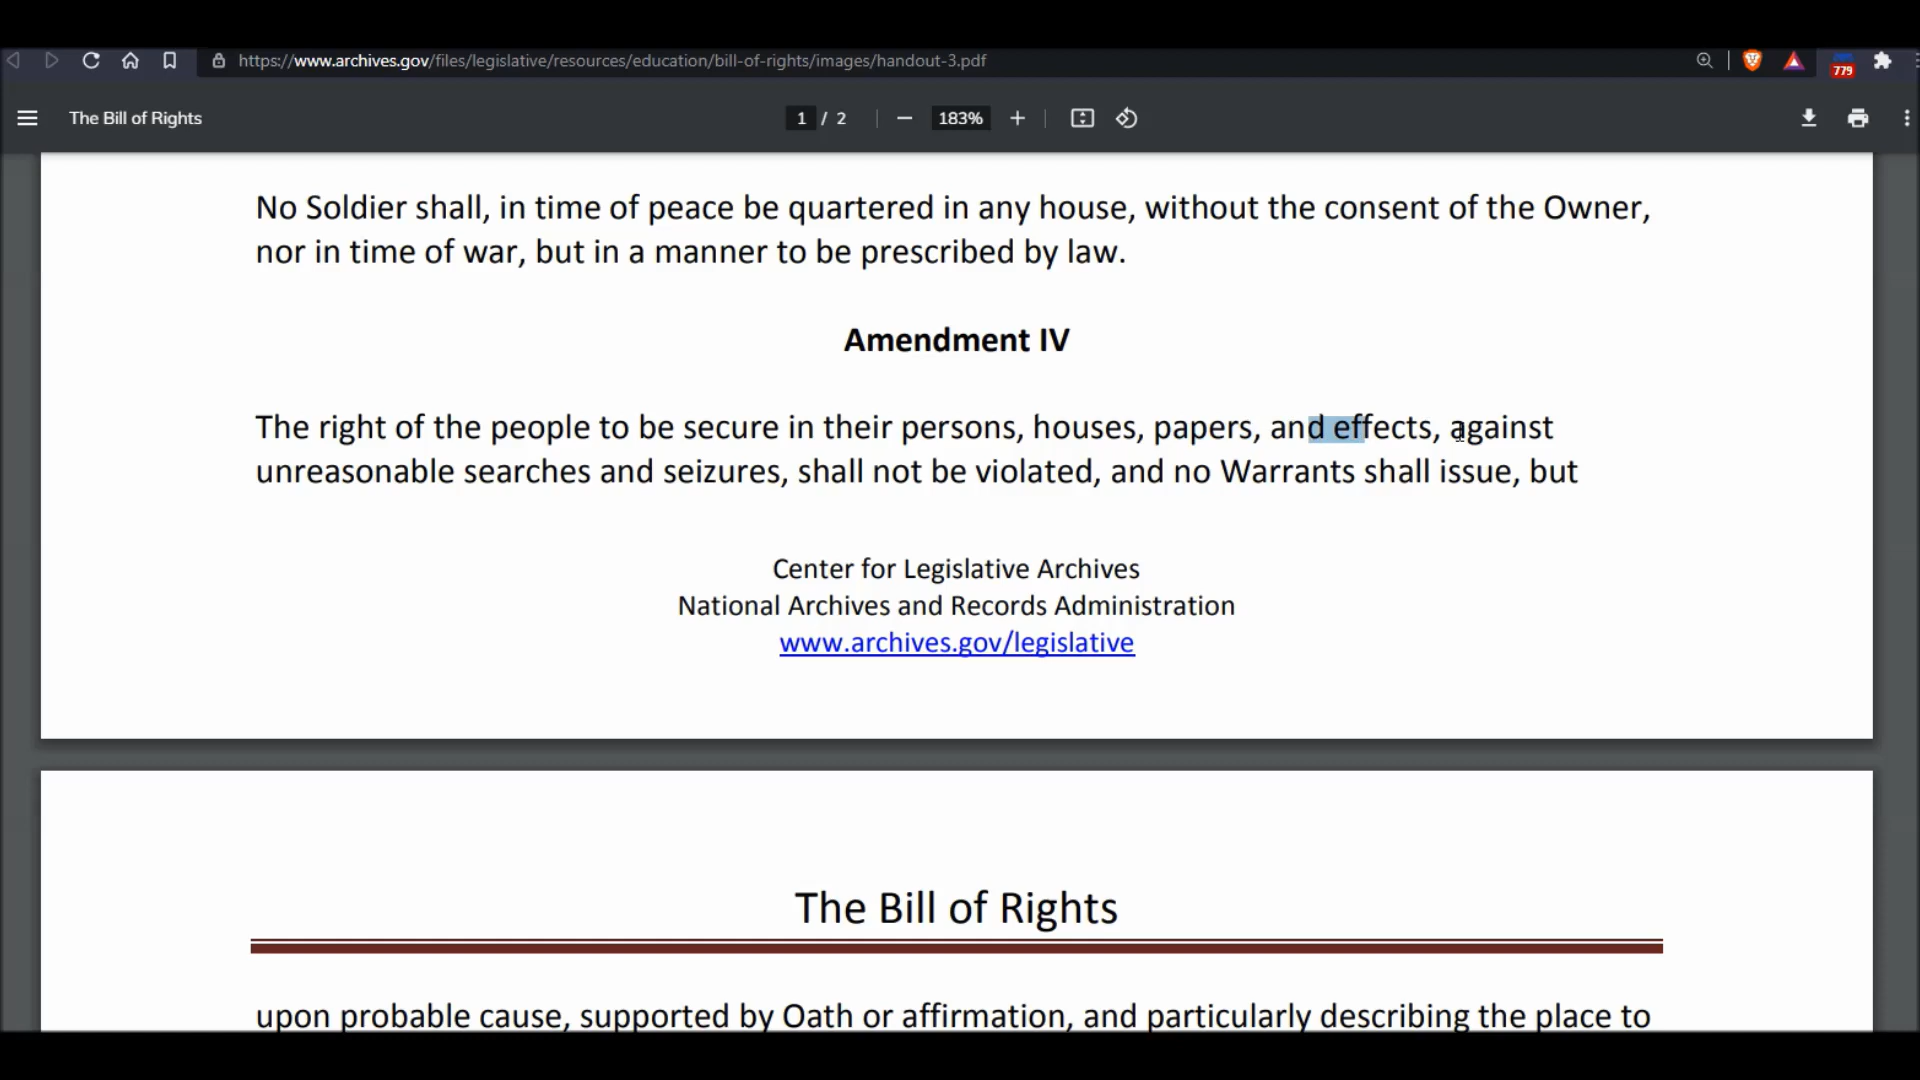 https://www.archives.gov/files/legislative/resources/education/bill-of-rights/images/handout-3.pdf
779
The Bill of Rights
1 / 2
183%
No Soldier shall, in time of peace be quartered in any house, without the consent of the Owner,
nor in time of war, but in a manner to be prescribed by law.
Amendment IV
The right of the people to be secure in their persons, houses, papers, and effects, against
unreasonable searches and seizures, shall not be violated, and no Warrants shall issue, but
Center for Legislative Archives
National Archives and Records Administration
www.archives.gov/legislative
The Bill of Rights
upon probable cause, supported by Oath or affirmation, and particularly describing the place to